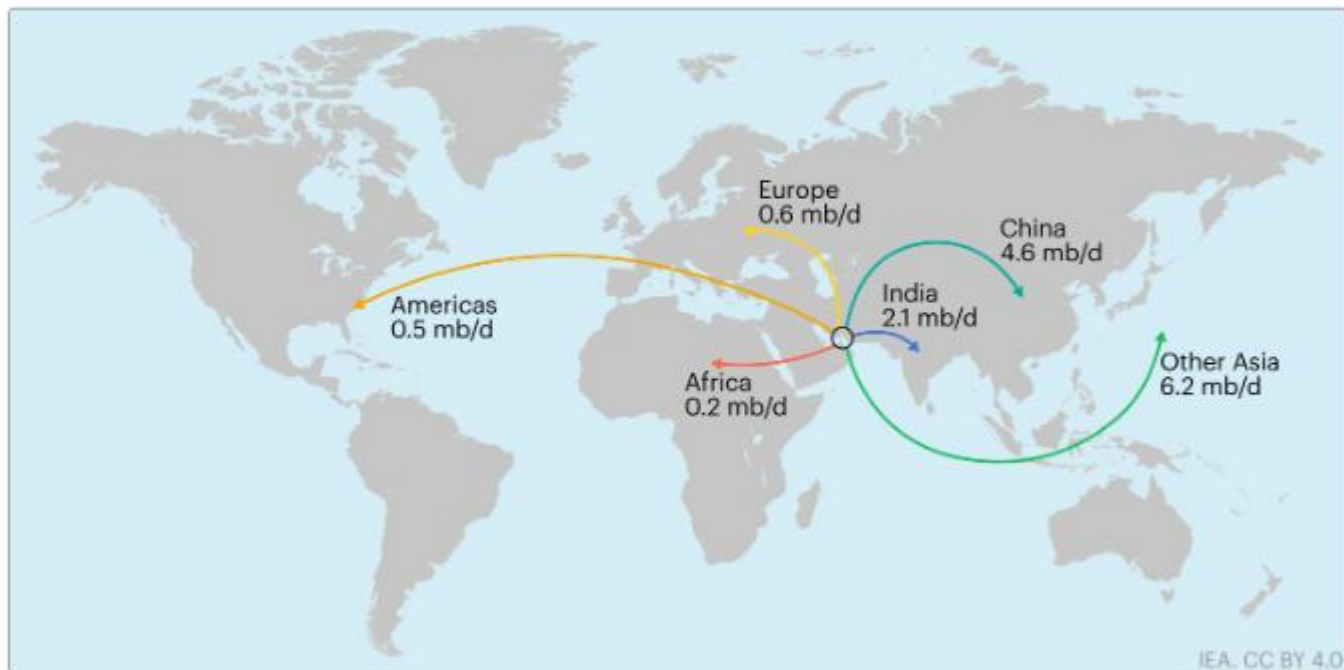 Europe
0.6 mb/d
China
4.6 mb/d
India
2.1 mb/d
Americas
0.5 mb/d
Other Asia
6.2 mb/d
Africa
0.2 mb/d
IEA. CC BY 4.0